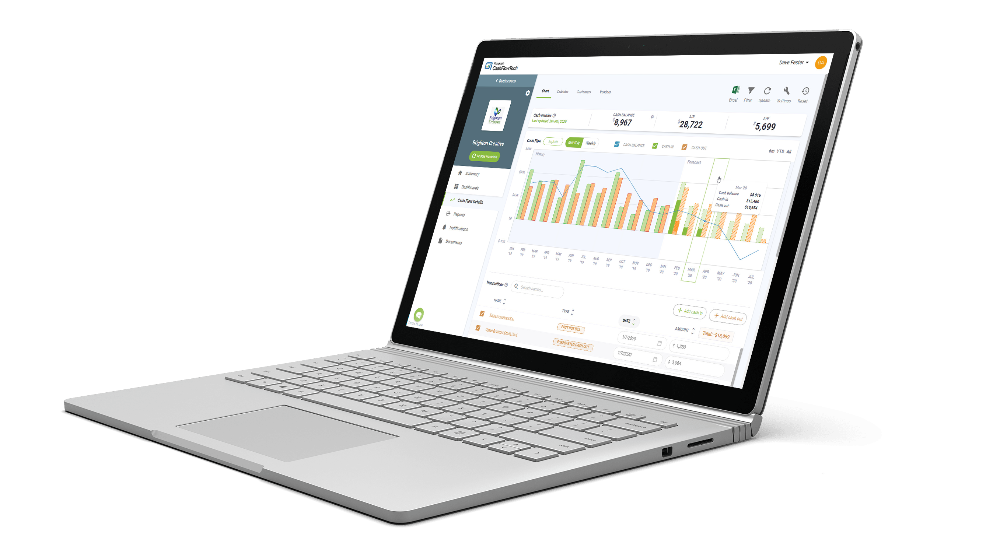 Finagraph
CashFlowTool
Dave Fester
DA
Businesses
Chart Calendar Customers Vendors
Excel Filter Update Settings Reset
Brighton
Creative
Brighton Creative
Update financials
Summary
Dashboards
Cash Flow Details
Reports
Notifications
Documents
Terms of use
Cash metrics
Last updated Jan 6th, 2020
CASH BALANCE
$8,967
A/R
$28,722
A/P
$5,699
Cash Flow Explain Monthly Weekly CASH BALANCE CASH IN CASH OUT 6m YTD All
$45K
$30K
$15K
$0
$-15K
History
Forecast
Mar '20
Cash balance $8,916
Cash in $15,480
Cash out $18,654
JAN FEB MAR APR MAY JUN JUL AUG SEP OCT NOV DEC JAN FEB MAR APR MAY JUN JUL
'19 '19 '19 '19 '19 '19 '19 '19 '19 '19 '19 '19 '20 '20 '20 '20 '20 '20 '20
Transactions Search names...
+ Add cash in + Add cash out
NAME TYPE DATE AMOUNT Total: -$13,099
Kansas Insurance Co. PAST DUE BILL 1/7/2020 $ 1,350
Chase Business Credit Card FORECASTED CASH OUT 1/7/2020 $ 3,064
Backspace
Enter
Shift